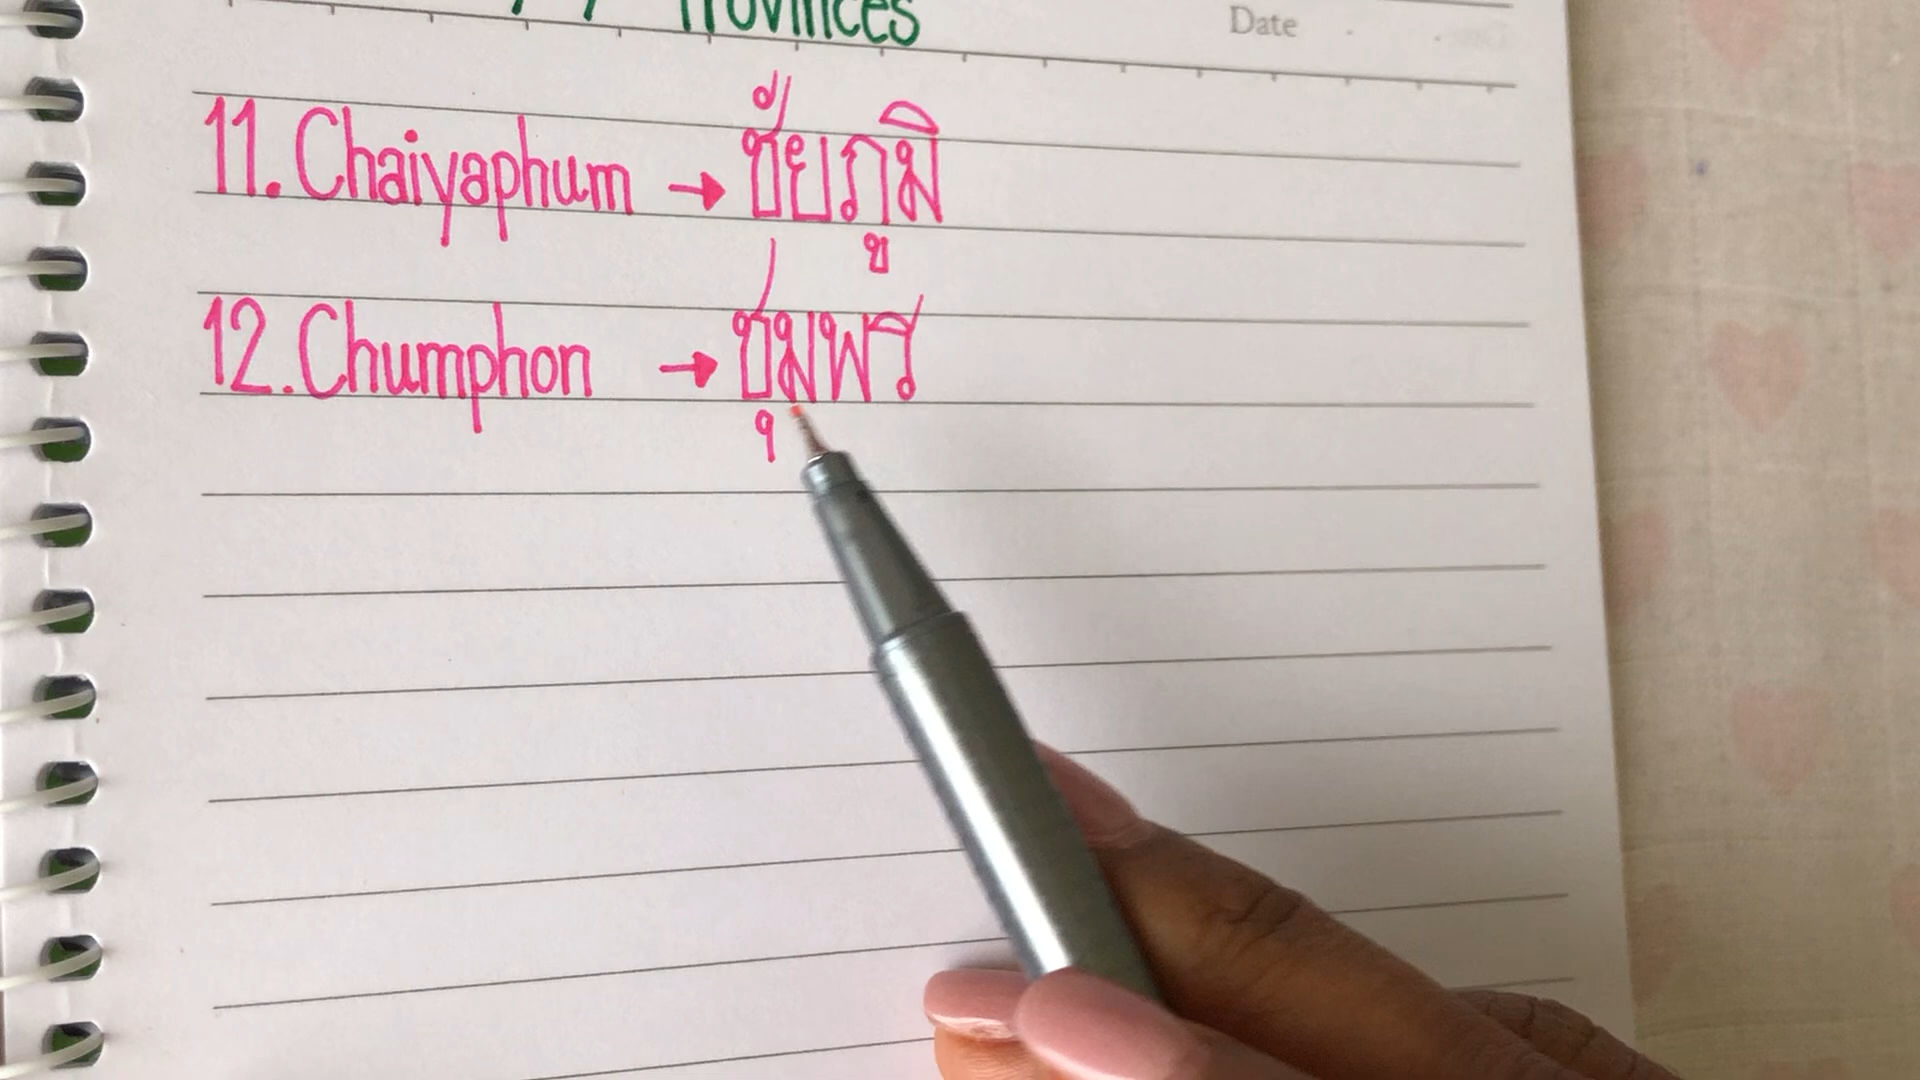 Provinces
Date
11. Chaiyaphum → ชัยภูมิ
12. Chumphon → ชุมพร